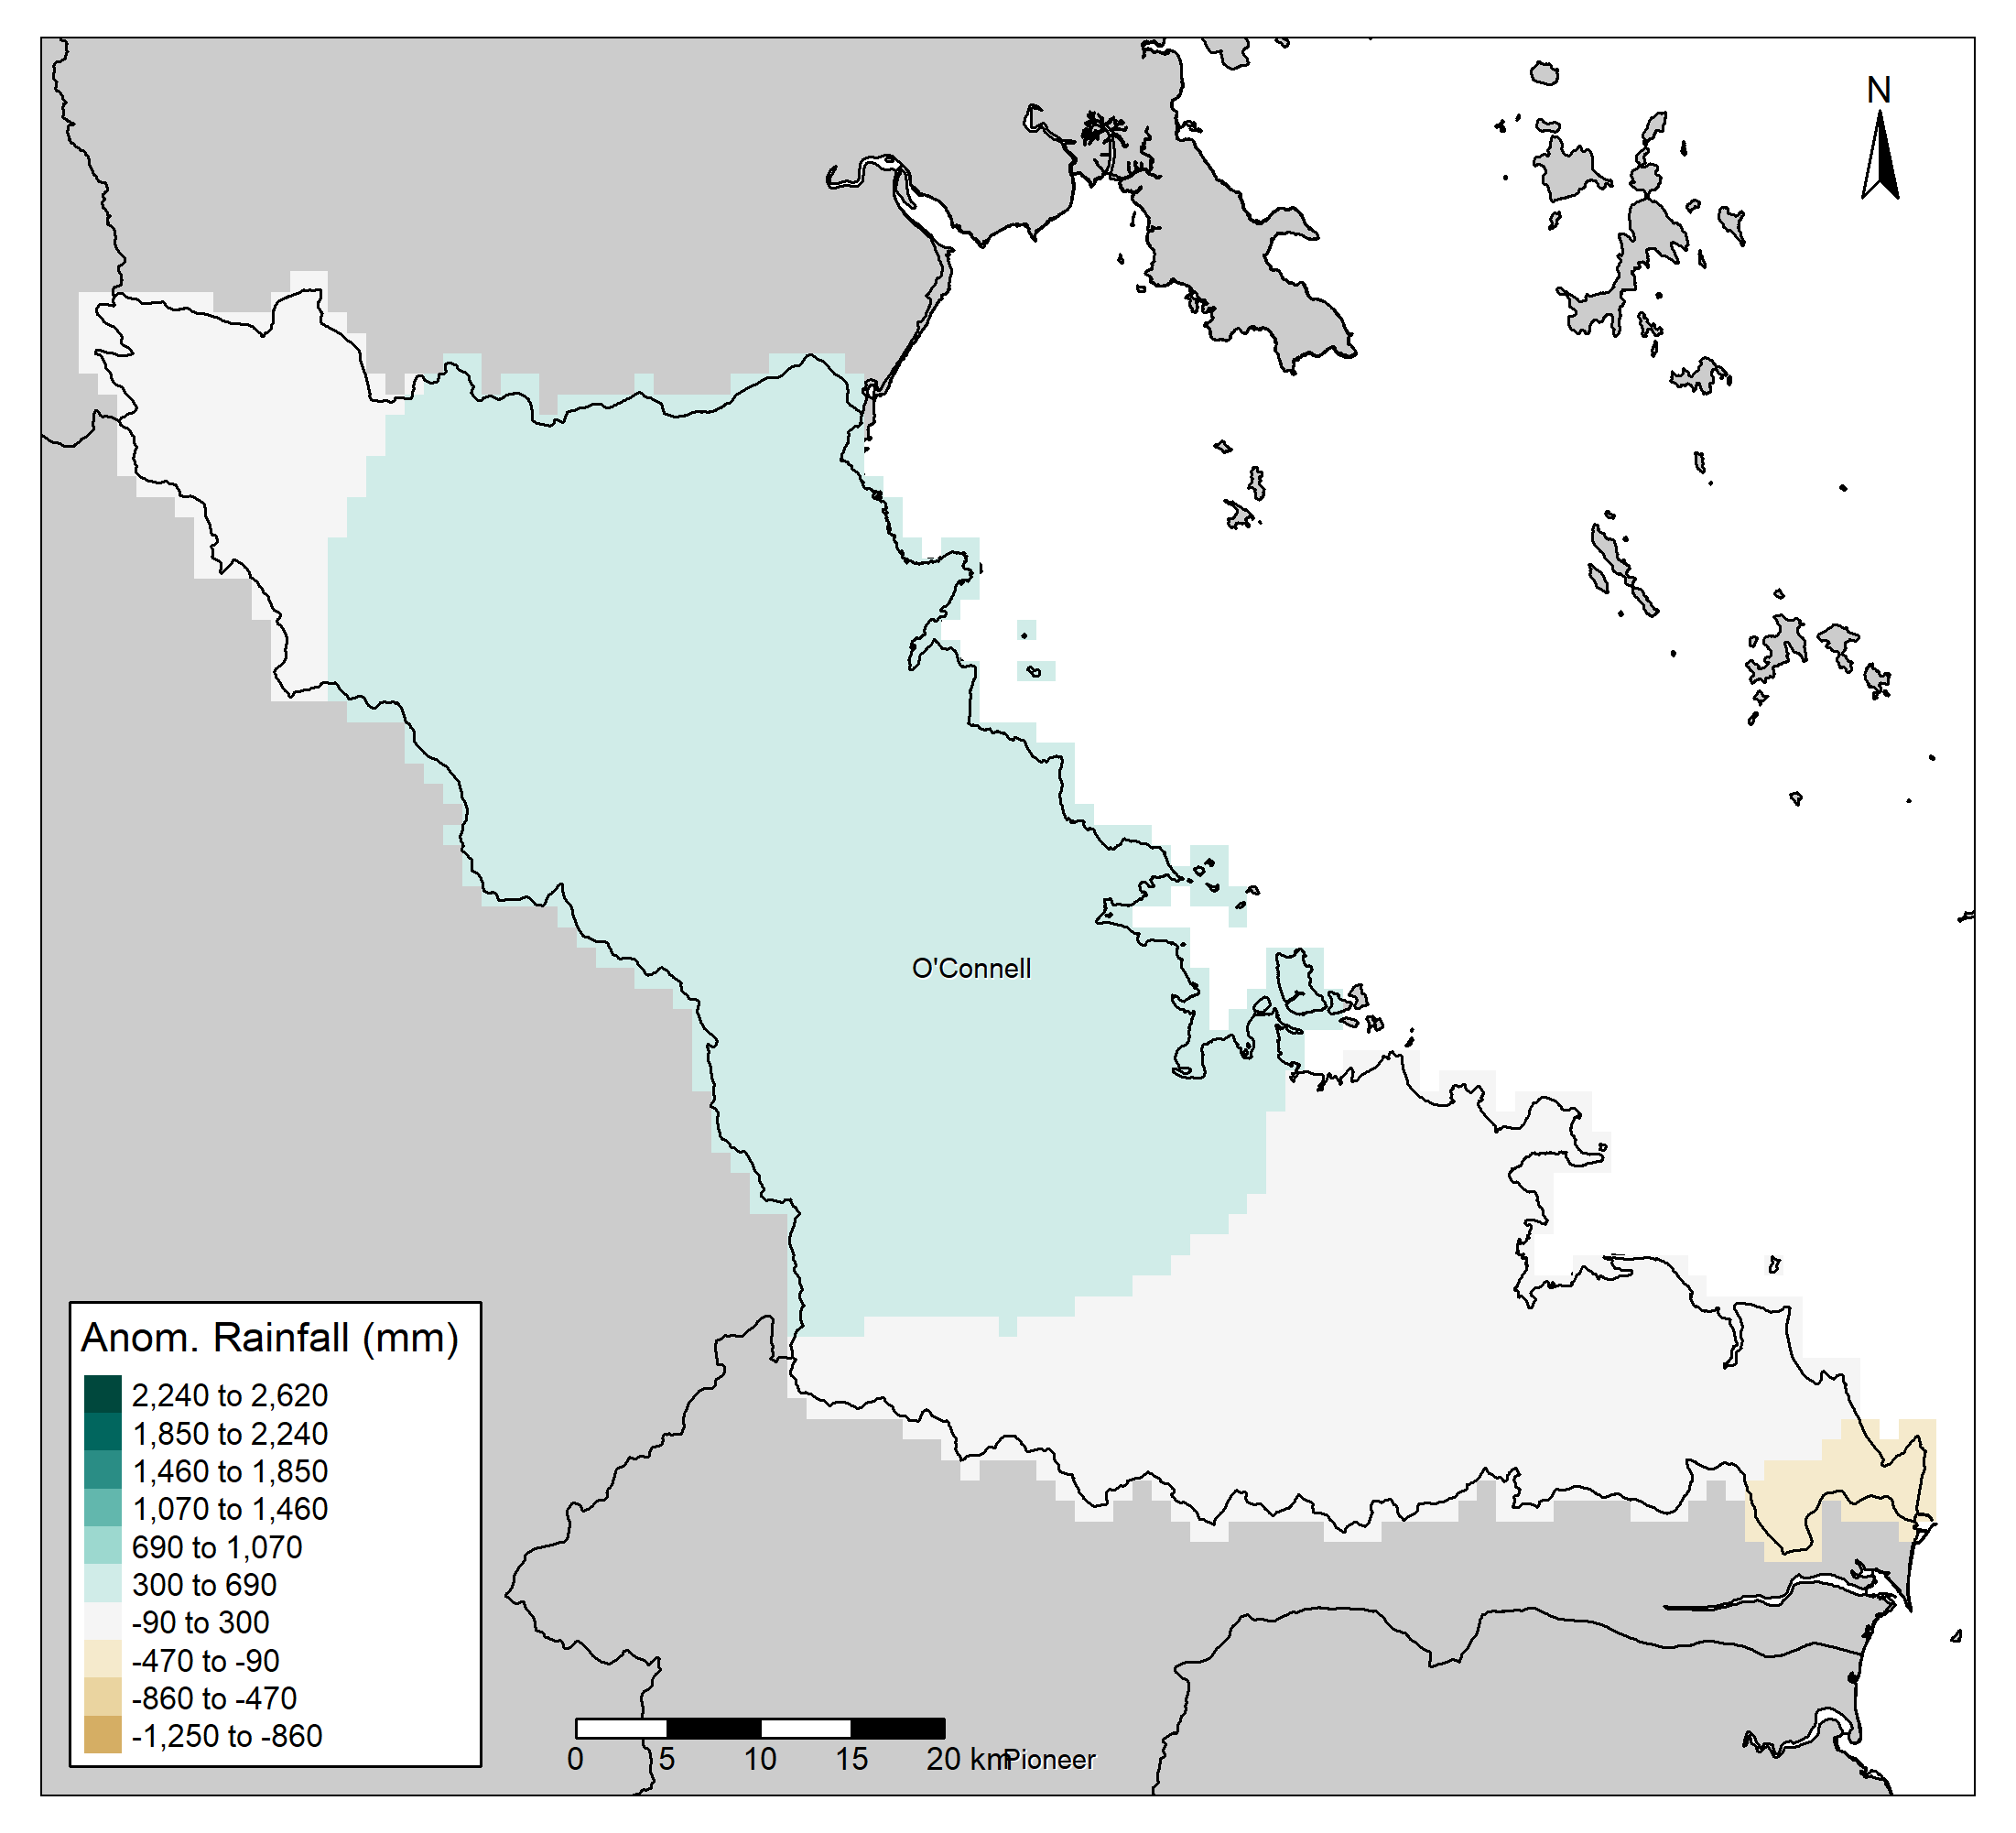 N
O'Connell
Anom. Rainfall (mm)
2,240 to 2,620
1,850 to 2,240
1,460 to 1,850
1,070 to 1,460
690 to 1,070
300 to 690
-90 to 300
-470 to -90
-860 to -470
-1,250 to -860
0 5 10 15 20 km
Pioneer